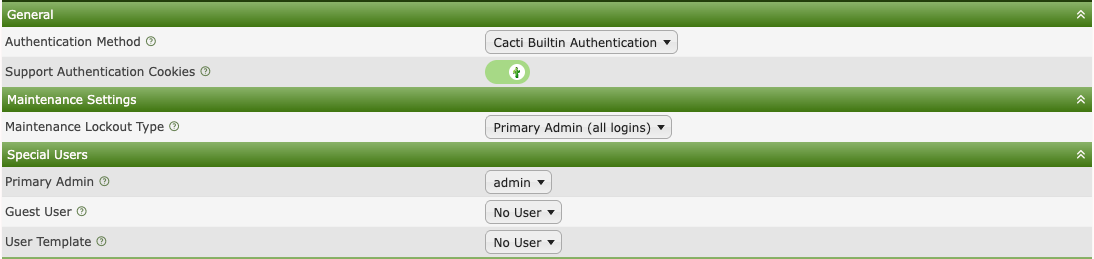 General
Authentication Method
Cacti Builtin Authentication
Support Authentication Cookies
Maintenance Settings
Maintenance Lockout Type
Primary Admin (all logins)
Special Users
Primary Admin
admin
Guest User
No User
User Template
No User